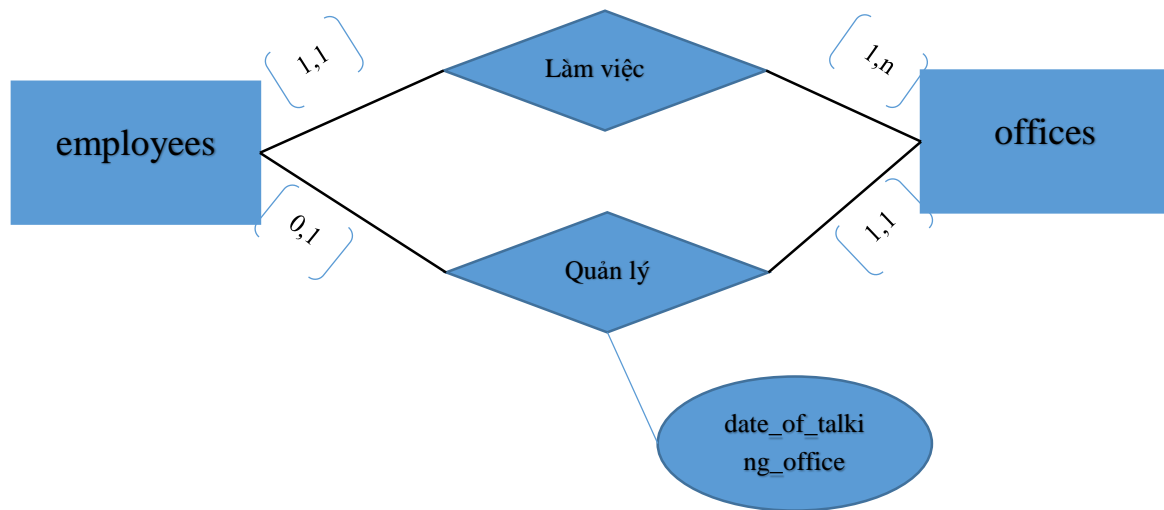 1,1
Làm việc
1,n
employees
offices
0,1
Quản lý
1,1
date_of_talki
ng_office